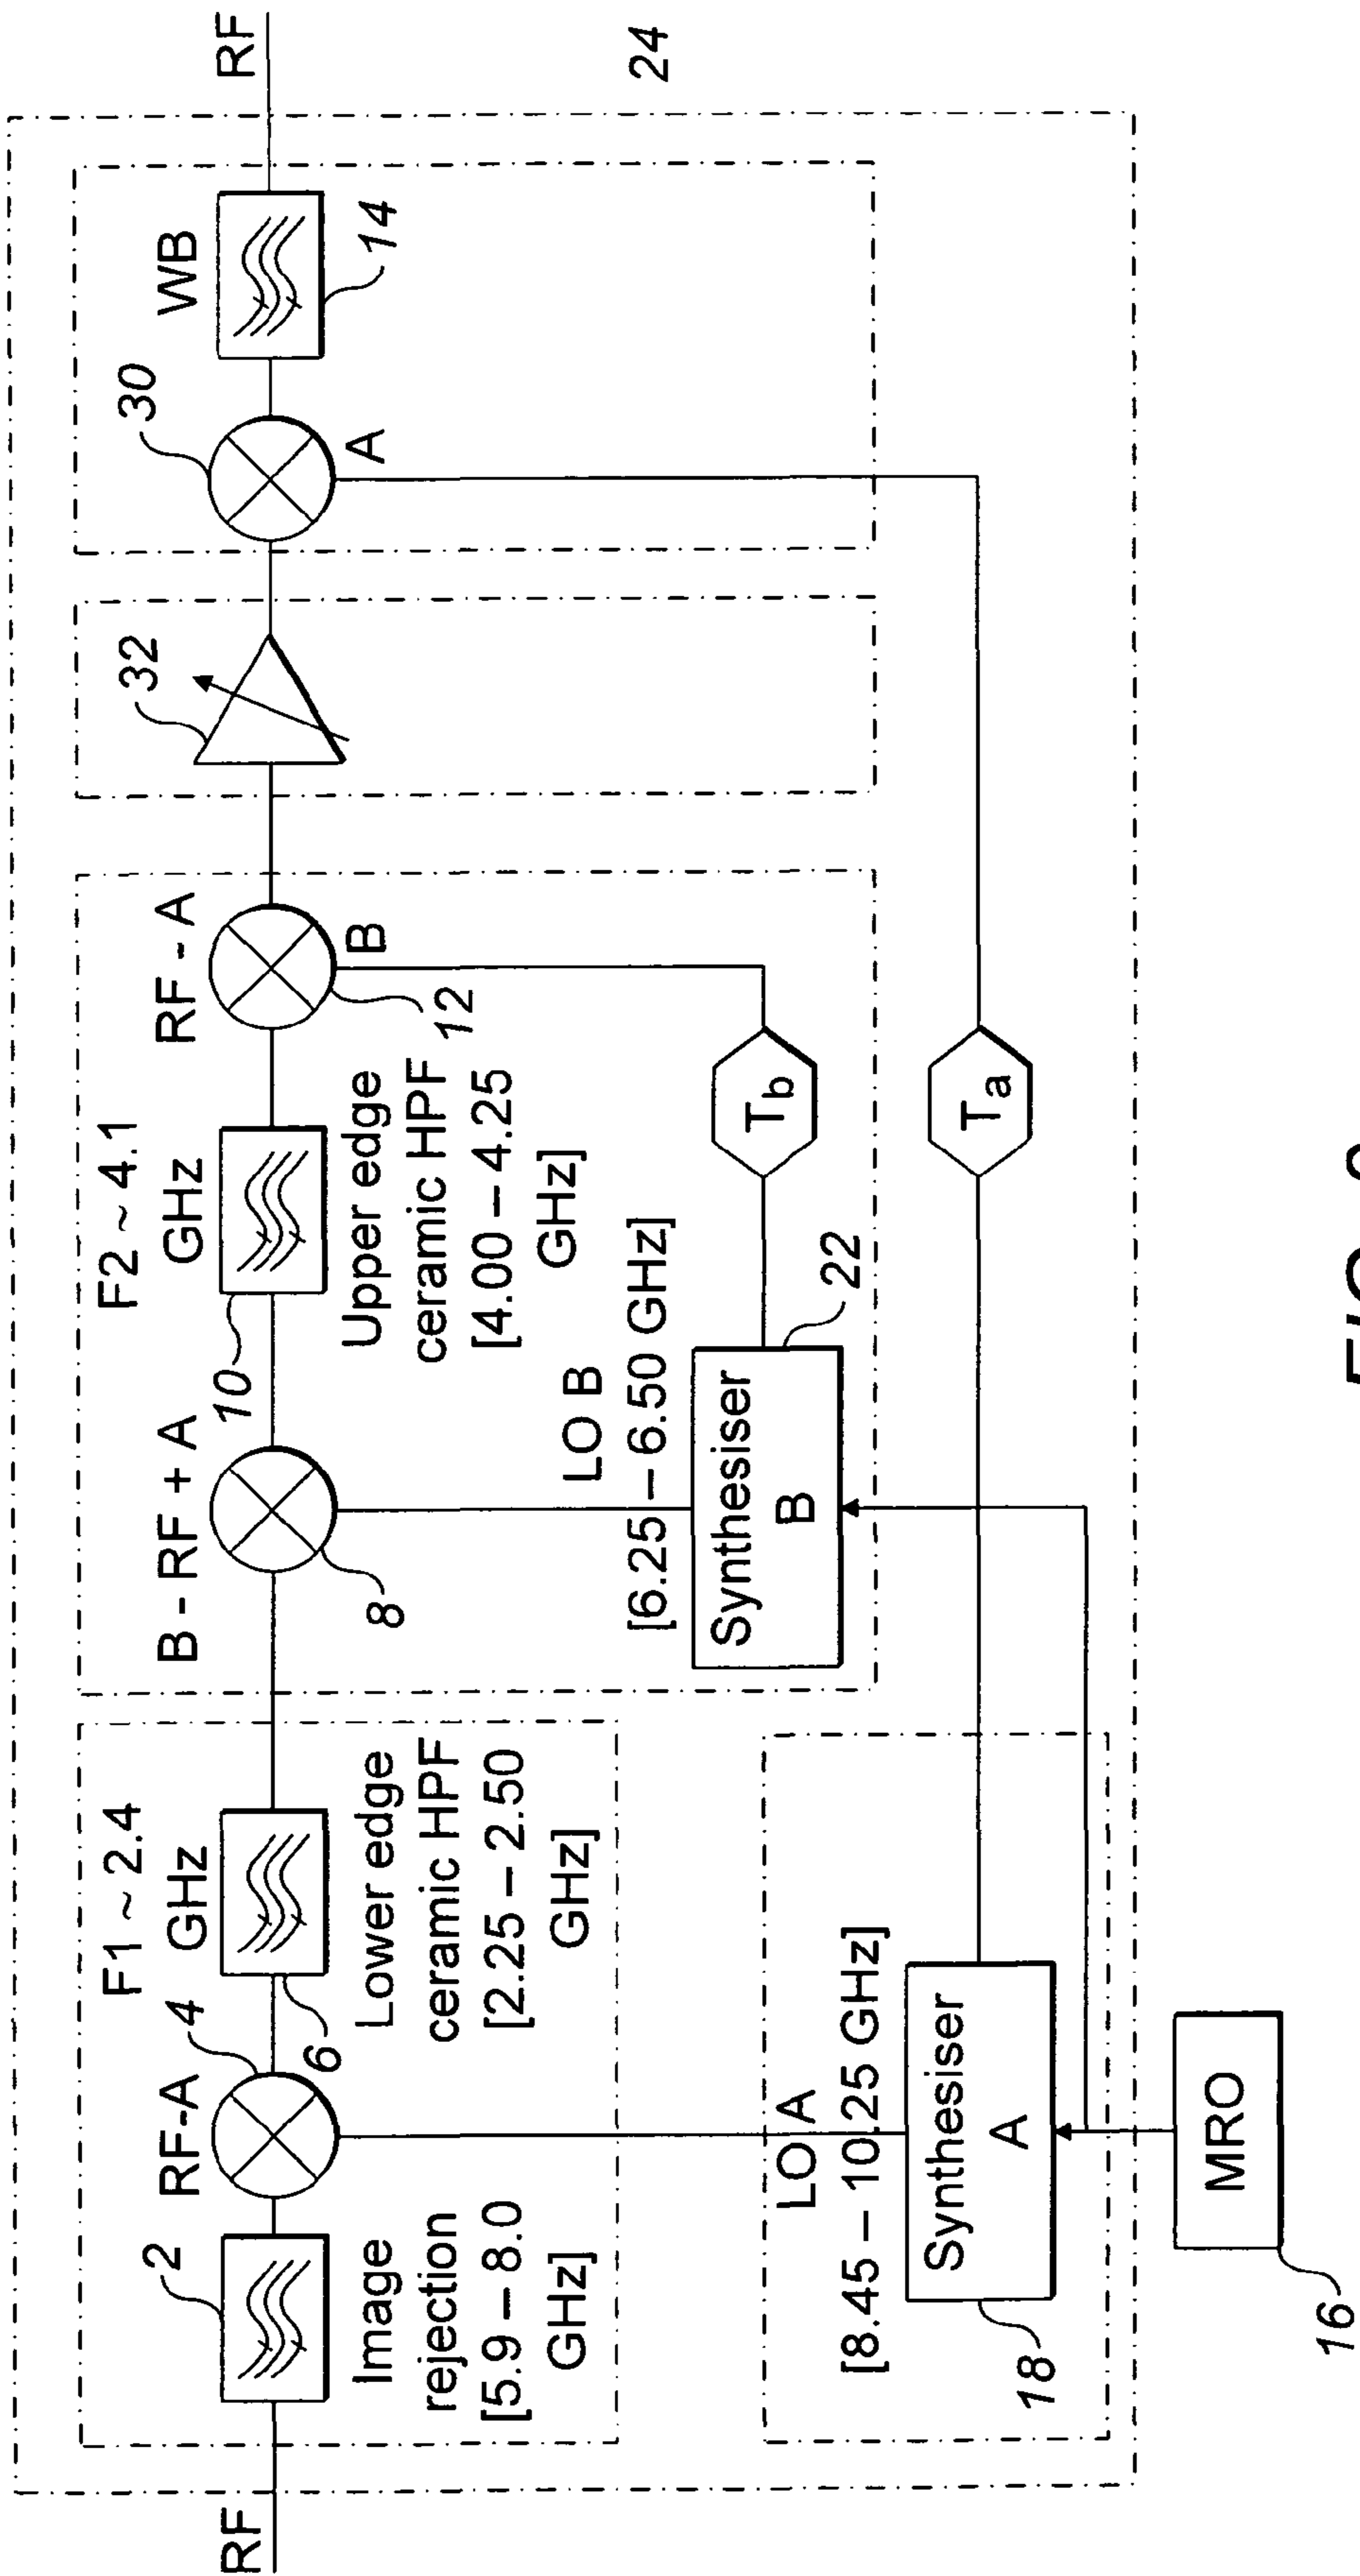 RF
2
Image
rejection
[5.9 – 8.0
GHz]
RF-A
4
6
F1 ~ 2.4
GHz
Lower edge
ceramic HPF
[2.25 – 2.50
GHz]
B - RF + A
8
10
F2 ~ 4.1
GHz
Upper edge
ceramic HPF
[4.00 – 4.25
GHz]
RF - A
B
12
32
30
A
WB
14
RF
24
LO B
[6.25 – 6.50 GHz]
Synthesiser
B
22
Tb
Ta
LO A
[8.45 – 10.25 GHz]
Synthesiser
A
18
MRO
16